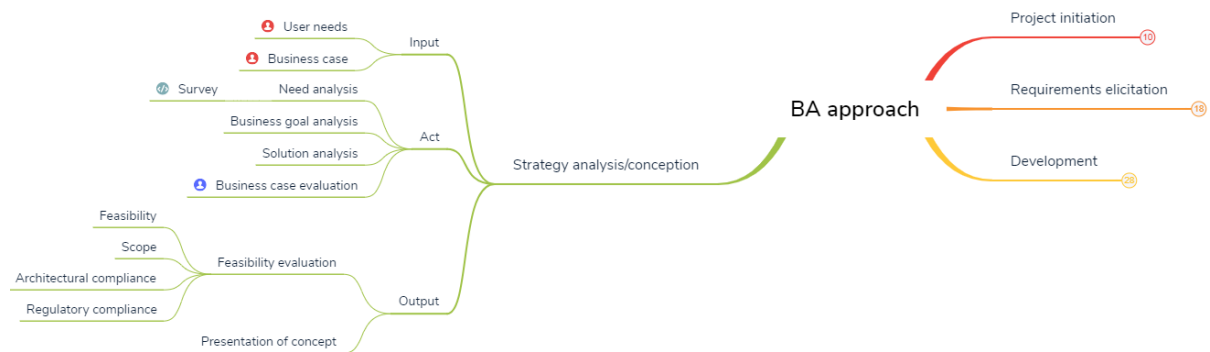 BA approach
Project initiation
10
Requirements elicitation
18
Development
28
Strategy analysis/conception
Input
User needs
Business case
Act
Need analysis
Survey
Business goal analysis
Solution analysis
Business case evaluation
Output
Feasibility evaluation
Feasibility
Scope
Architectural compliance
Regulatory compliance
Presentation of concept